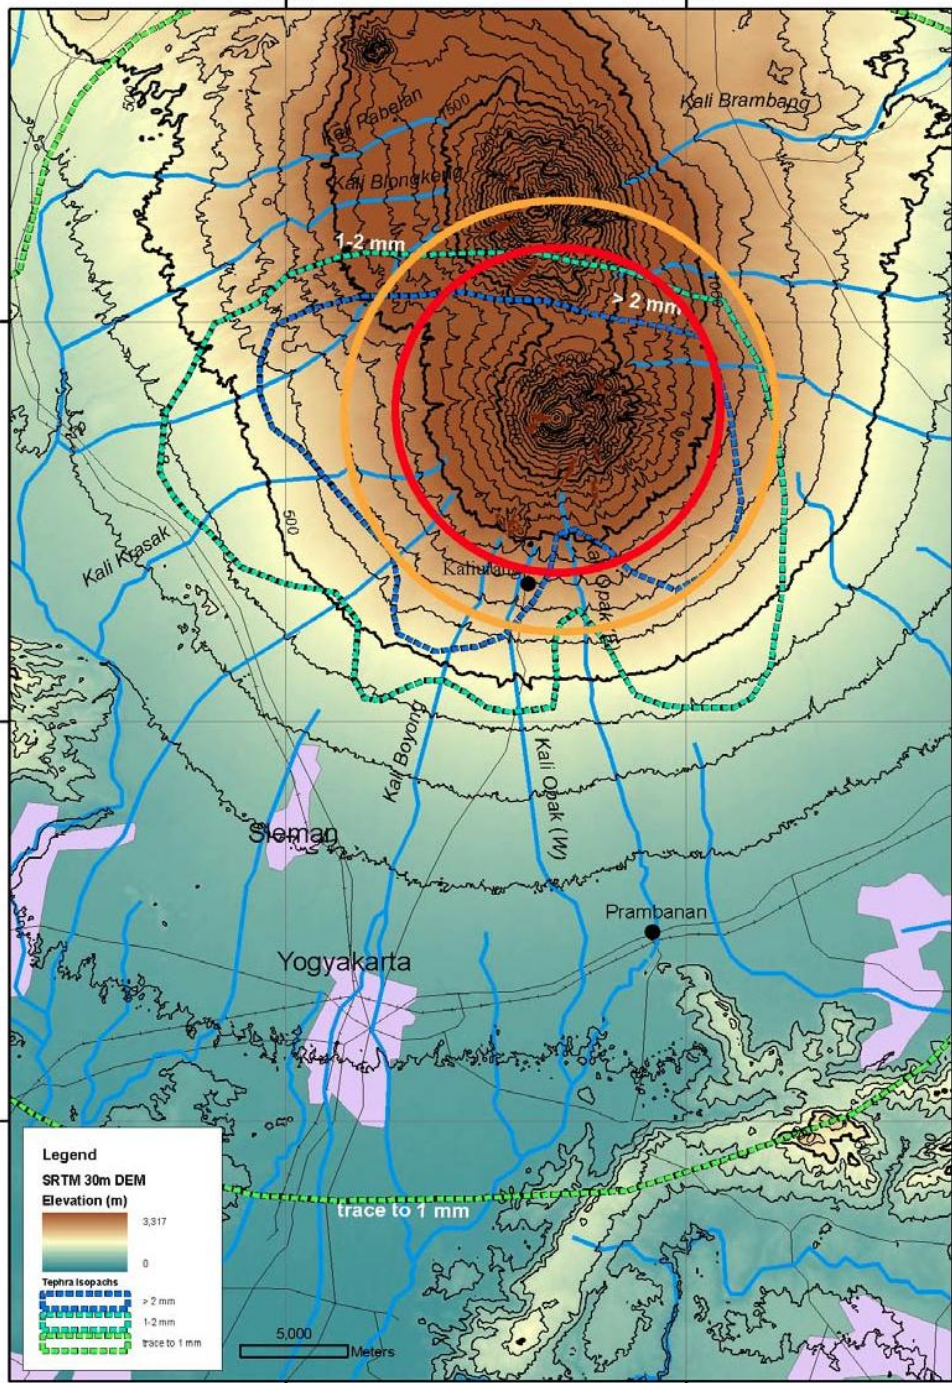 500
Kali Pabelan
1500
Kali Brambang
Kali Blongkeng
1-2 mm
> 2 mm
500
Kali Krasak
Kaliurang
Kali Opak (E)
Kali Boyong
Kali Opak (W)
Sleman
Prambanan
Yogyakarta
trace to 1 mm
Legend
SRTM 30m DEM
Elevation (m)
3,317
0
Tephra Isopachs
> 2 mm
1-2 mm
trace to 1 mm
5,000
Meters